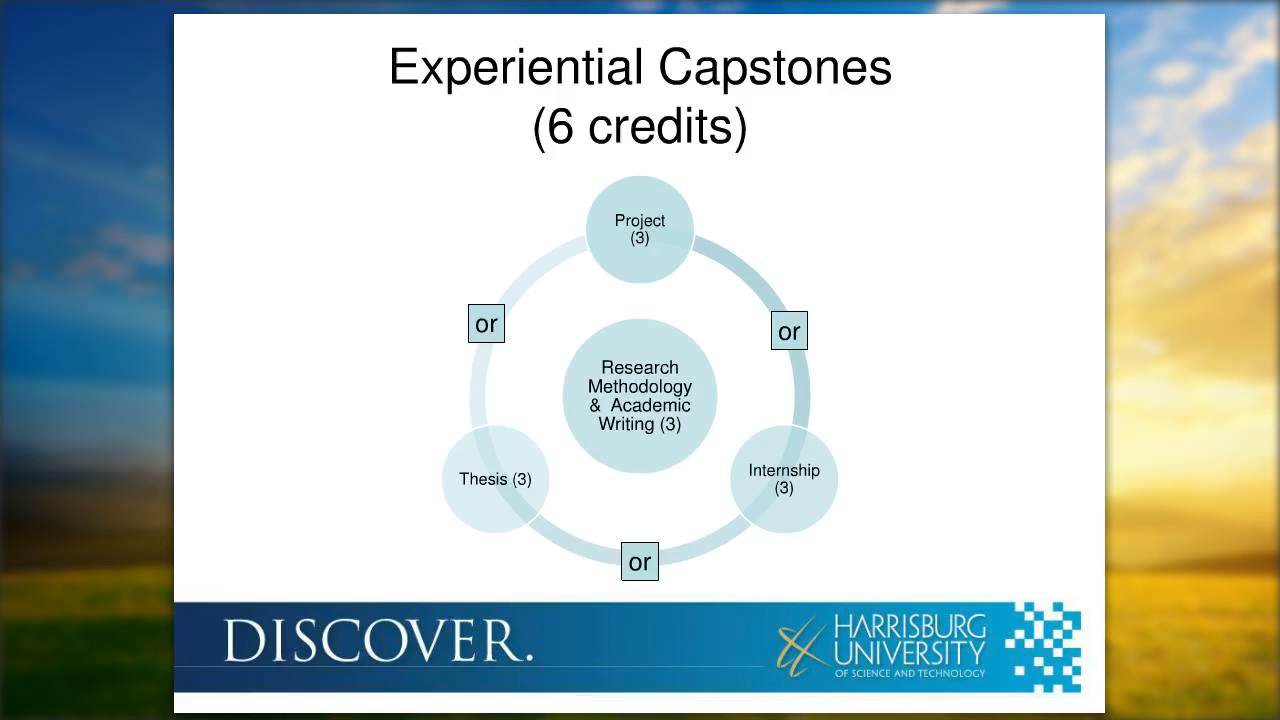 Experiential Capstones
(6 credits)
Project
(3)
or
or
Research
Methodology
& Academic
Writing (3)
Thesis (3)
Internship
(3)
or
DISCOVER.
HARRISBURG
UNIVERSITY
OF SCIENCE AND TECHNOLOGY